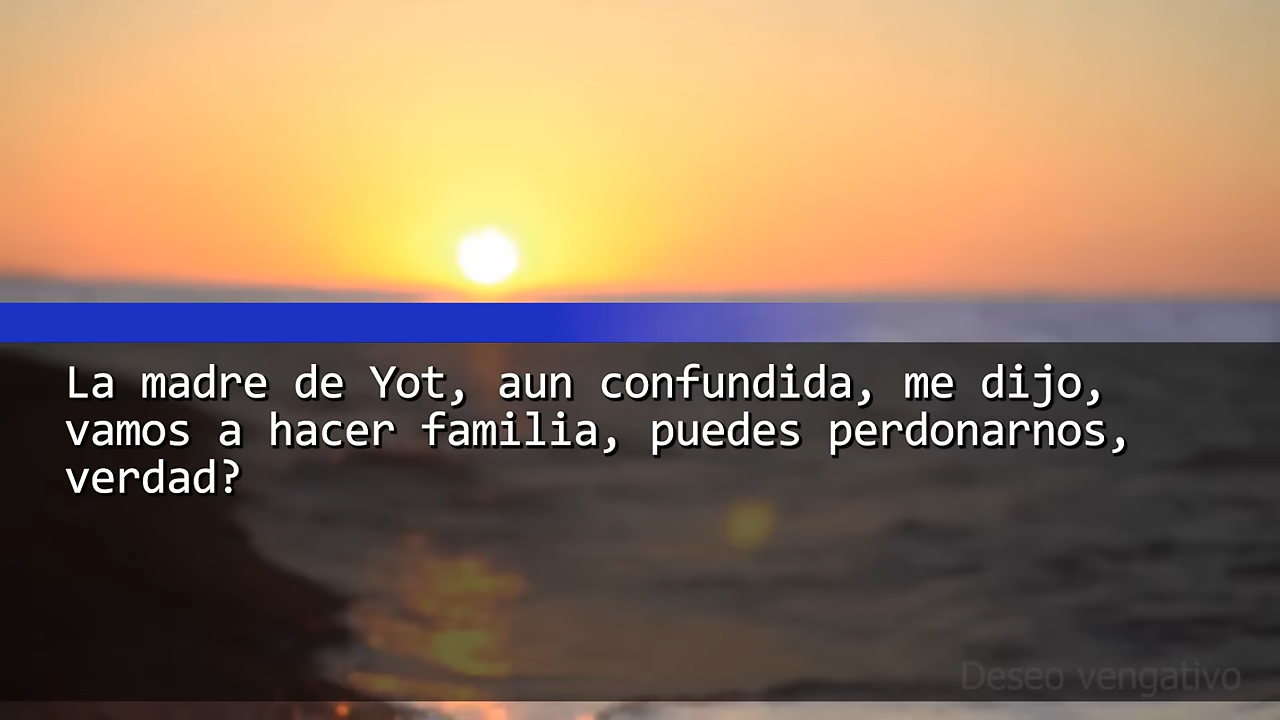 La madre de Yot, aun confundida, me dijo,
vamos a hacer familia, puedes perdonarnos,
verdad?
Deseo vengativo